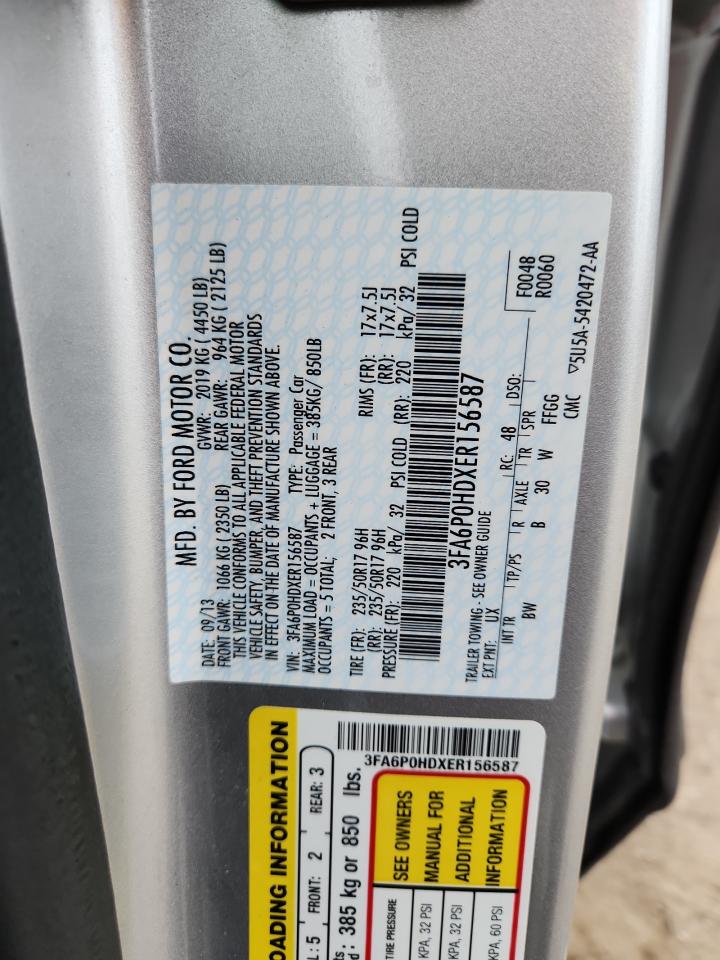 MFD. BY FORD MOTOR CO.
DATE: 09/13 GVWR: 2019 KG ( 4450 LB)
FRONT GAWR: 1066 KG ( 2350 LB) REAR GAWR: 964 KG ( 2125 LB)
THIS VEHICLE CONFORMS TO ALL APPLICABLE FEDERAL MOTOR
VEHICLE SAFETY, BUMPER, AND THEFT PREVENTION STANDARDS
IN EFFECT ON THE DATE OF MANUFACTURE SHOWN ABOVE.
VIN: 3FA6P0HDXER156587 TYPE: Passenger Car
MAXIMUM LOAD = OCCUPANTS + LUGGAGE = 385KG/ 850LB
OCCUPANTS = 5 TOTAL; 2 FRONT, 3 REAR
TIRE (FR): 235/50R17 96H RIMS (FR): 17x7.5J
(RR): 235/50R17 96H (RR): 17x7.5J
PRESSURE (FR): 220 kPa/ 32 PSI COLD (RR): 220 kPa/ 32 PSI COLD
3FA6P0HDXER156587
TRAILER TOWING - SEE OWNER GUIDE
EXT PNT: UX RC: 48 DSO:
INT TR TP/PS R AXLE TR SPR F0048
BW B 30 W FFGG R0060
CMC ▽5U5A-5420472-AA
OADING INFORMATION
L: 5 FRONT: 2 REAR: 3
ts
d : 385 kg or 850 lbs.
3FA6P0HDXER156587
TIRE PRESSURE
KPA, 32 PSI
KPA, 32 PSI
KPA, 60 PSI
SEE OWNERS
MANUAL FOR
ADDITIONAL
INFORMATION